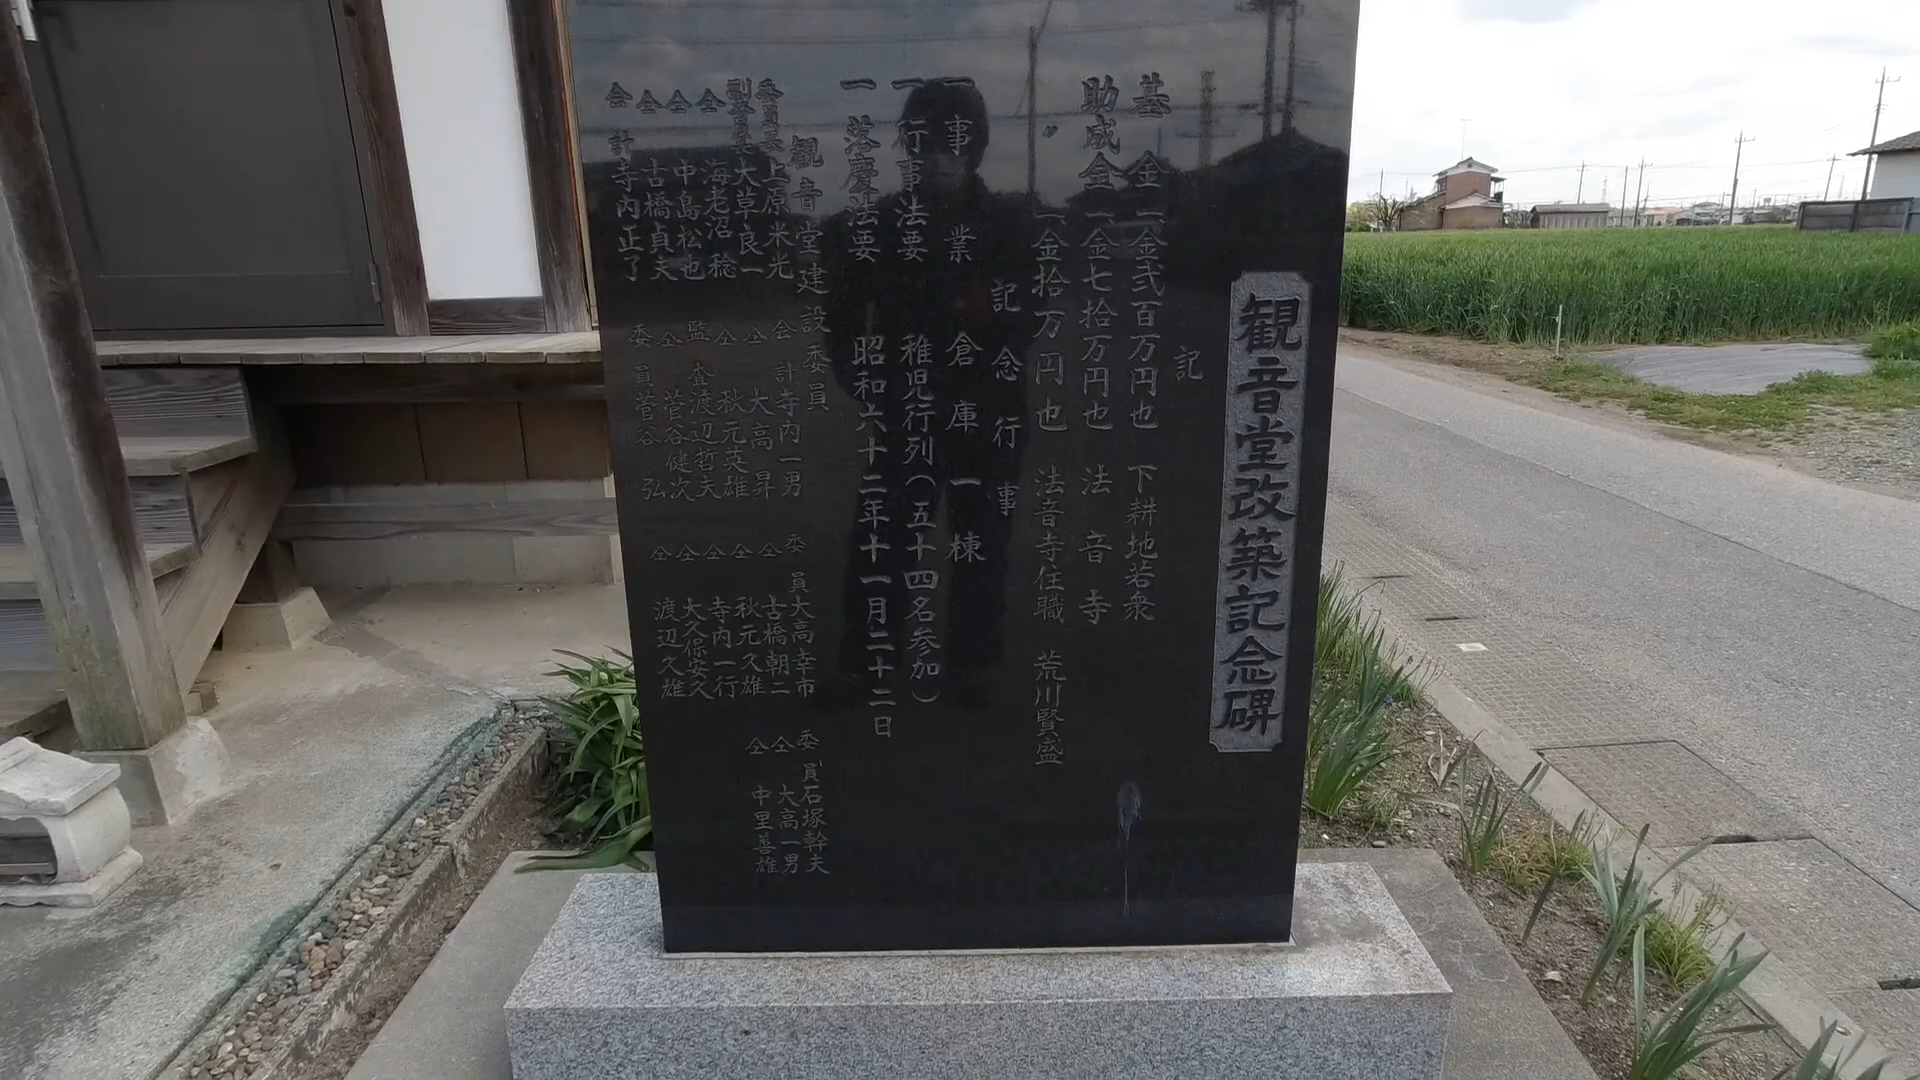 観音堂改築記念碑
記
基金 一金弐百万円也 下耕地若衆
助成金 一金七拾万円也 法音寺
〃 一金拾万円也 法音寺住職 荒川賢盛
記念行事
一事業 倉庫一棟
一行事法要 稚児行列(五十四名参加)
一落慶法要 昭和六十二年十一月二十二日
観音堂建設委員
委員長 上原米光
副委員長 大草良一
仝 海老沼稔
仝 中島松也
仝 古橋貞夫
会計 寺内正了
会計 寺内一男
仝 大高昇
仝 秋元英雄
監査 渡辺哲夫
仝 菅谷健次
委員 菅谷弘
委員 大高幸市
仝 古橋朝二
仝 秋元久雄
仝 寺内一行
仝 大久保安久
仝 渡辺久雄
委員 石塚幹夫
仝 大高一男
仝 中里善雄